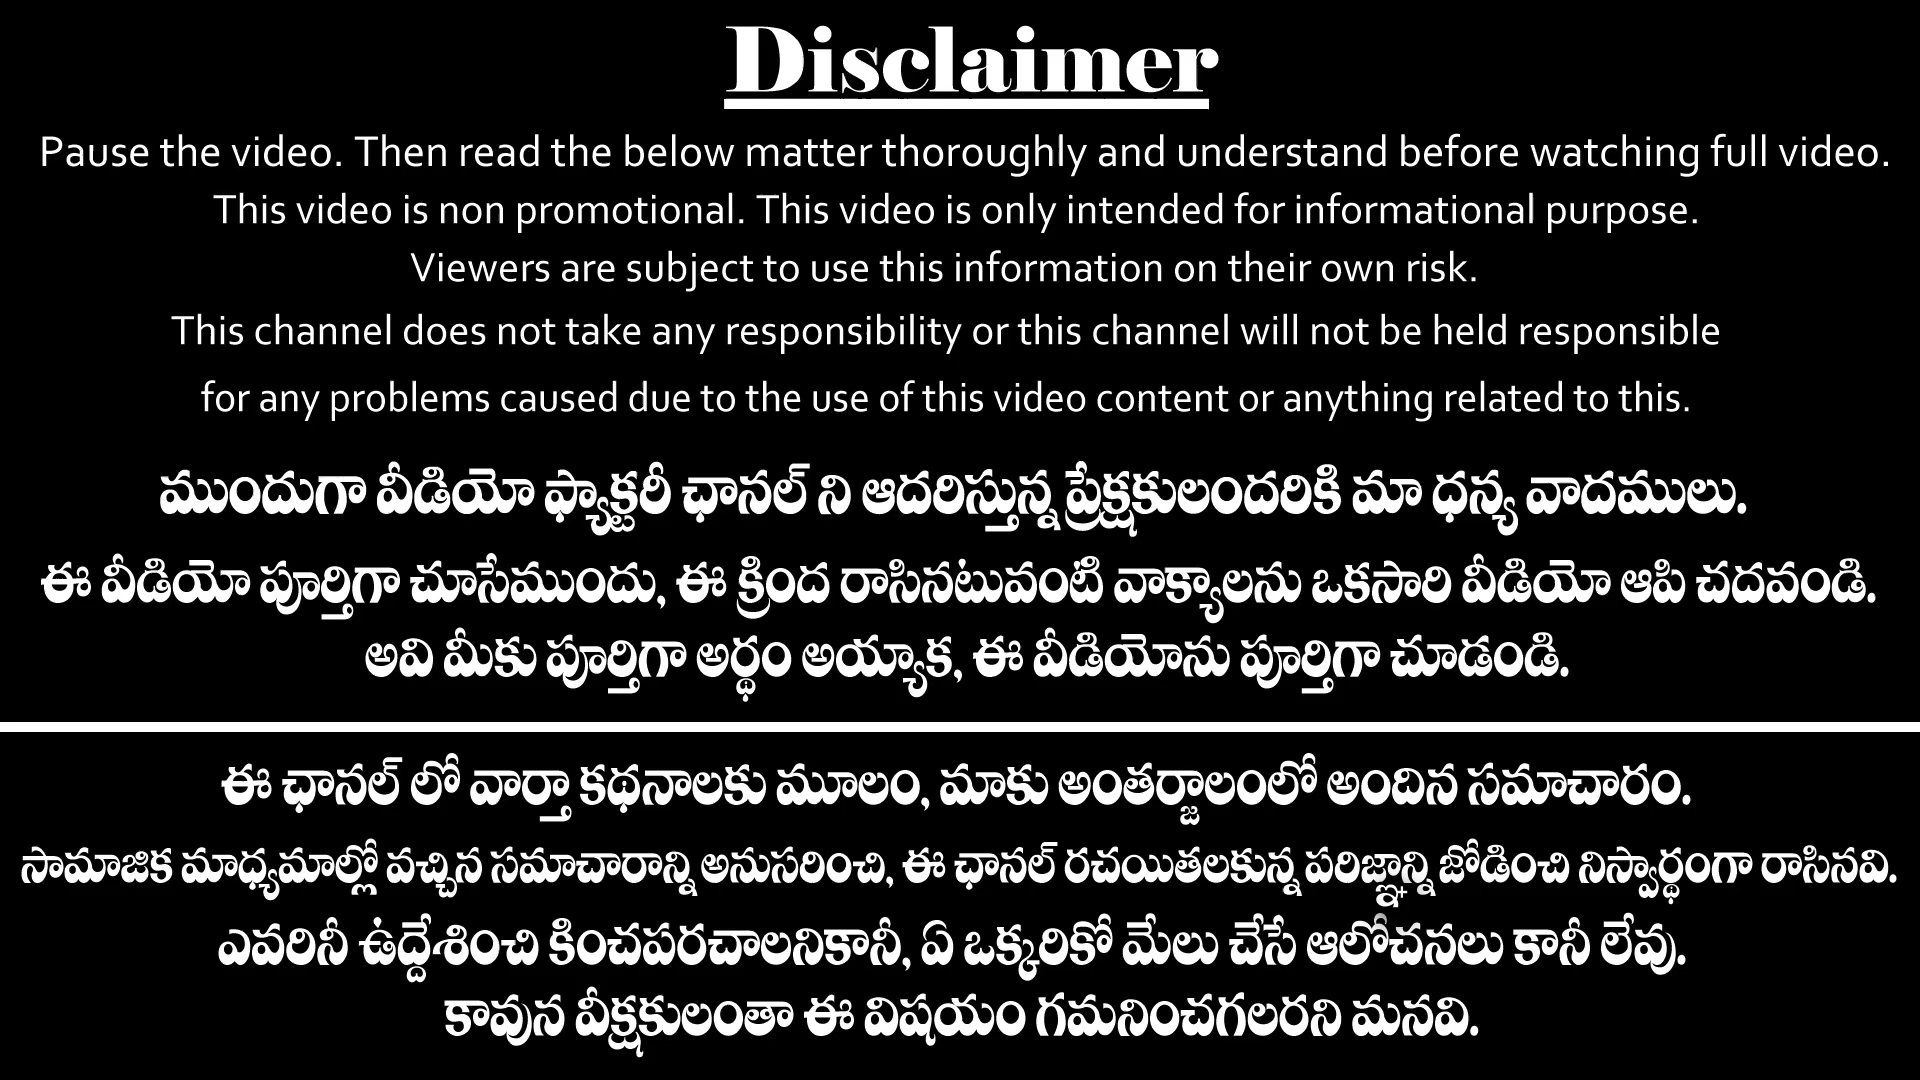 Disclaimer
Pause the video. Then read the below matter thoroughly and understand before watching full video.
This video is non promotional. This video is only intended for informational purpose.
Viewers are subject to use this information on their own risk.
This channel does not take any responsibility or this channel will not be held responsible
for any problems caused due to the use of this video content or anything related to this.
ముందుగా వీడియో ఫ్యాక్టరీ ఛానల్ ని ఆదరిస్తున్న ప్రేక్షకులందరికి మా ధన్య వాదములు.
ఈ వీడియో పూర్తిగా చూసేముందు, ఈ క్రింద రాసినటువంటి వాక్యాలను ఒకసారి వీడియో ఆపి చదవండి.
అవి మీకు పూర్తిగా అర్థం అయ్యాక, ఈ వీడియోను పూర్తిగా చూడండి.
ఈ ఛానల్ లో వార్తా కథనాలకు మూలం, మాకు అంతర్జాలంలో అందిన సమాచారం.
సామాజిక మాధ్యమాల్లో వచ్చిన సమాచారాన్ని అనుసరించి, ఈ ఛానల్ రచయితలకున్న పరిజ్ఞాన్ని జోడించి నిస్వార్థంగా రాసినవి.
ఎవరినీ ఉద్దేశించి కించపరచాలనికానీ, ఏ ఒక్కరికో మేలు చేసే ఆలోచనలు కానీ లేవు.
కావున వీక్షకులంతా ఈ విషయం గమనించగలరని మనవి.